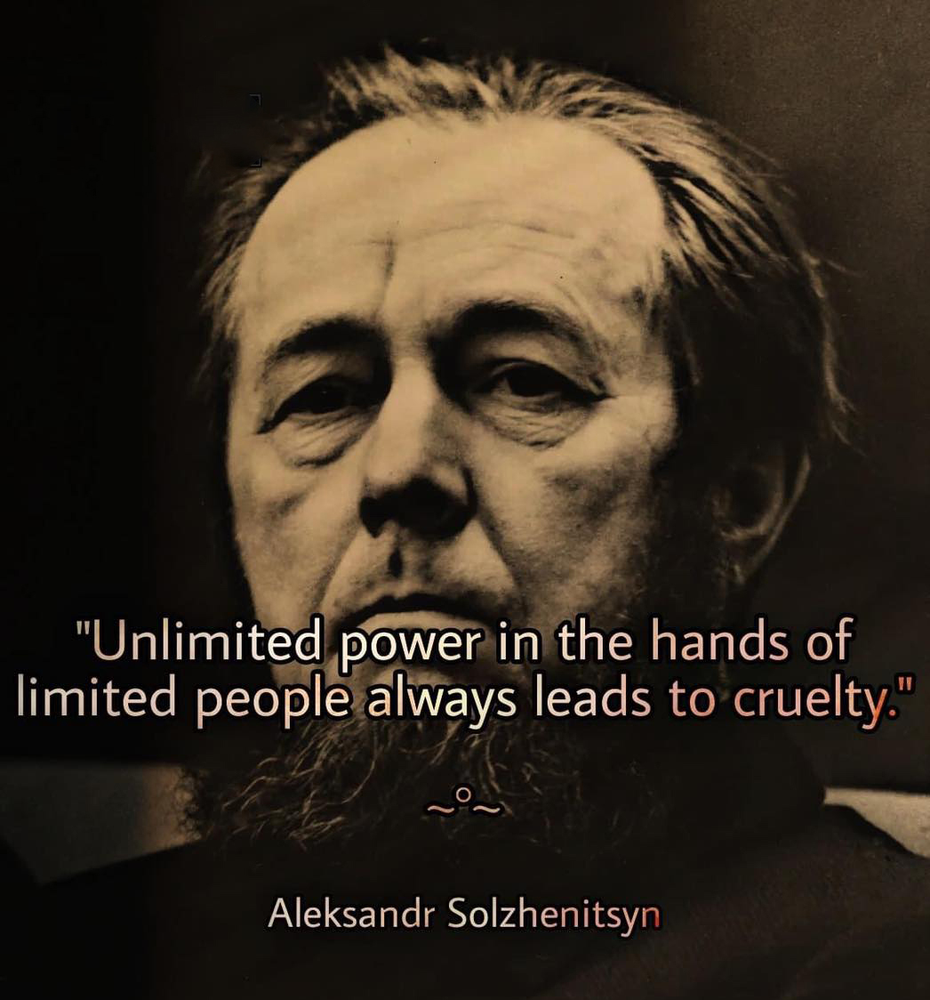 "Unlimited power in the hands of
limited people always leads to cruelty."
Aleksandr Solzhenitsyn